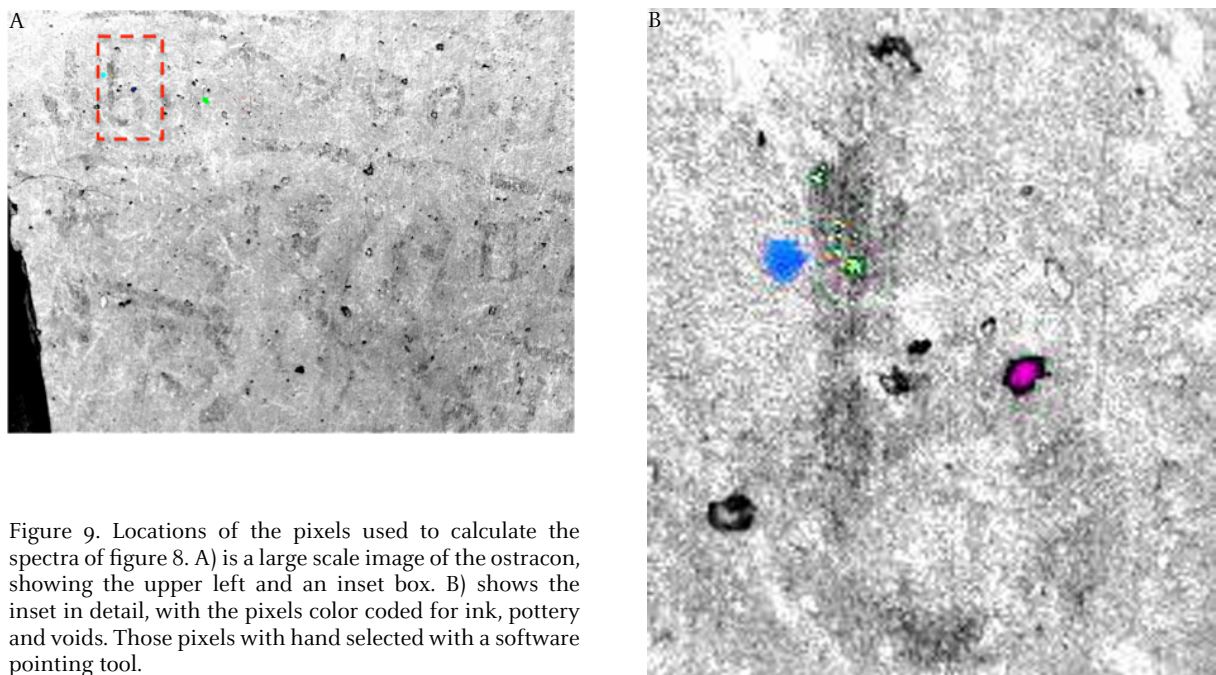 A
B
Figure 9. Locations of the pixels used to calculate the
spectra of figure 8. A) is a large scale image of the ostracon,
showing the upper left and an inset box. B) shows the
inset in detail, with the pixels color coded for ink, pottery
and voids. Those pixels with hand selected with a software
pointing tool.